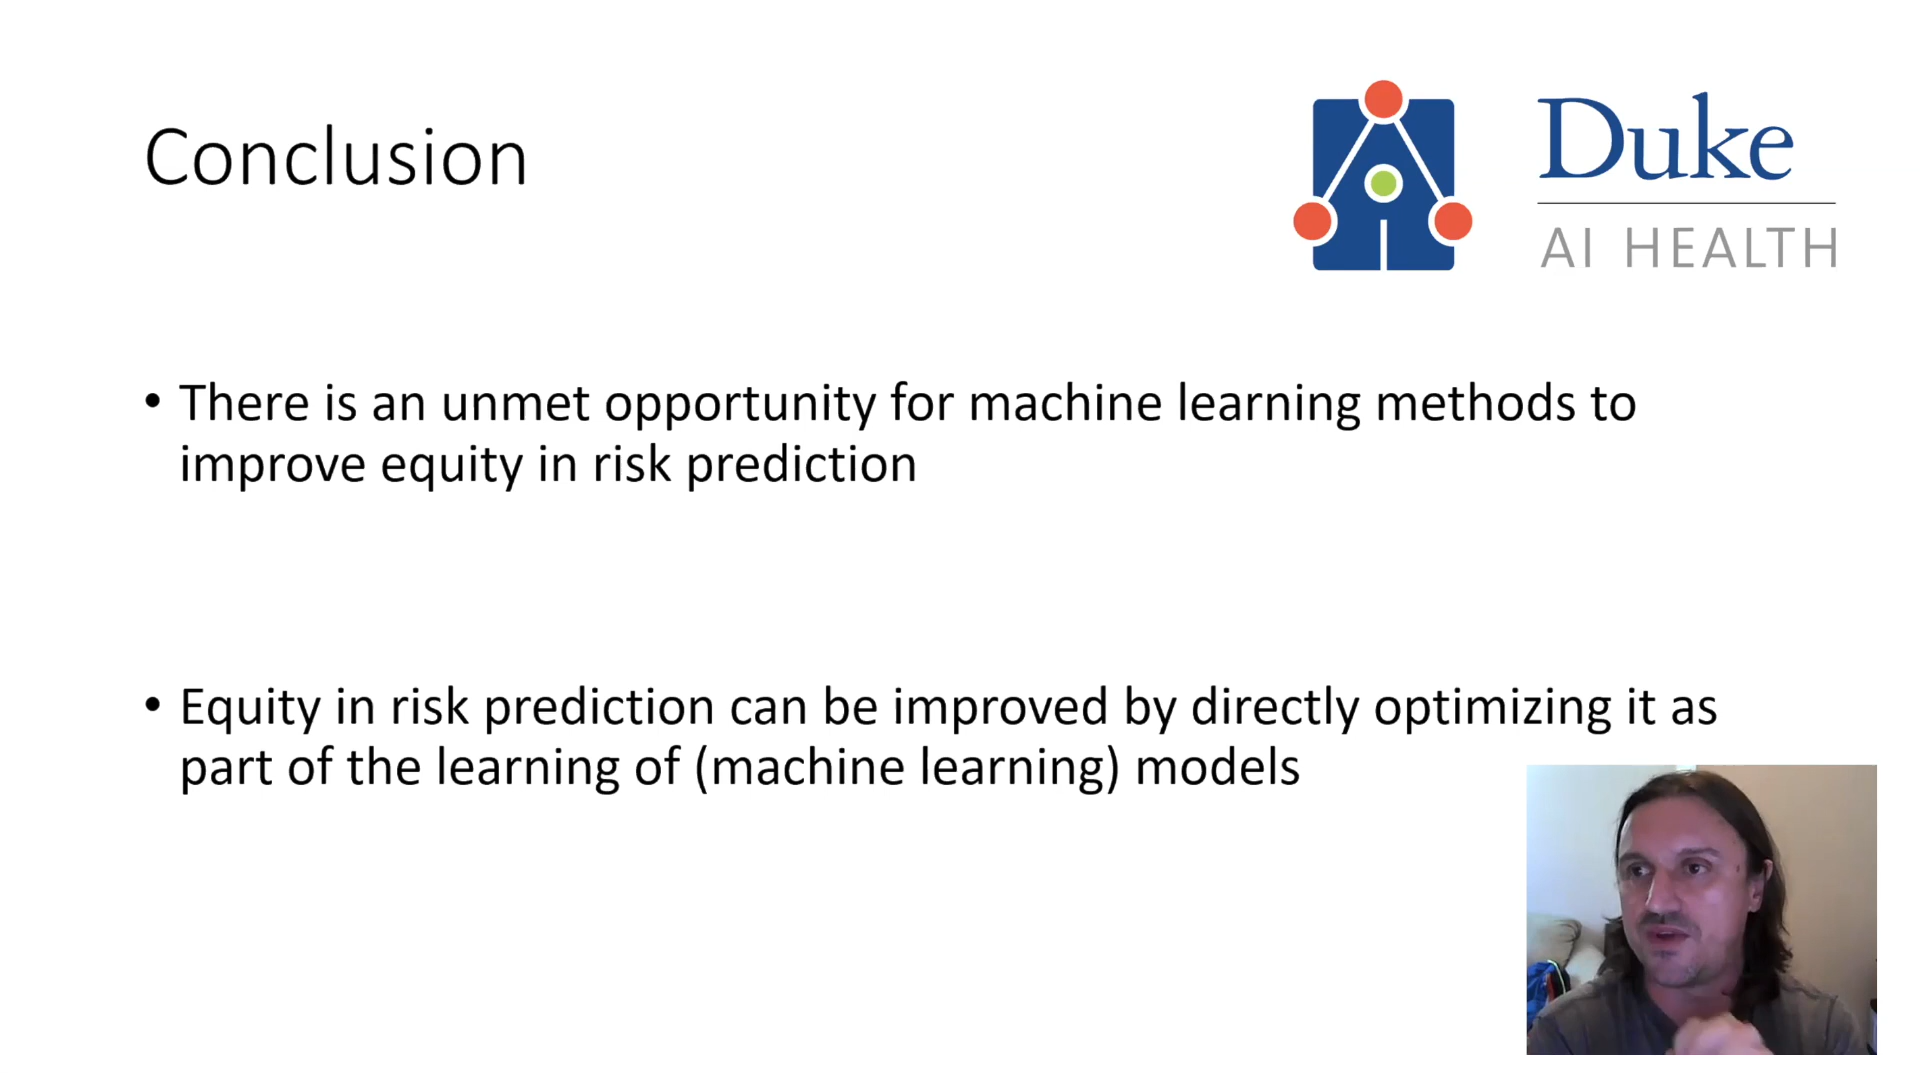 Conclusion
Duke
AI HEALTH
• There is an unmet opportunity for machine learning methods to
improve equity in risk prediction
• Equity in risk prediction can be improved by directly optimizing it as
part of the learning of (machine learning) models